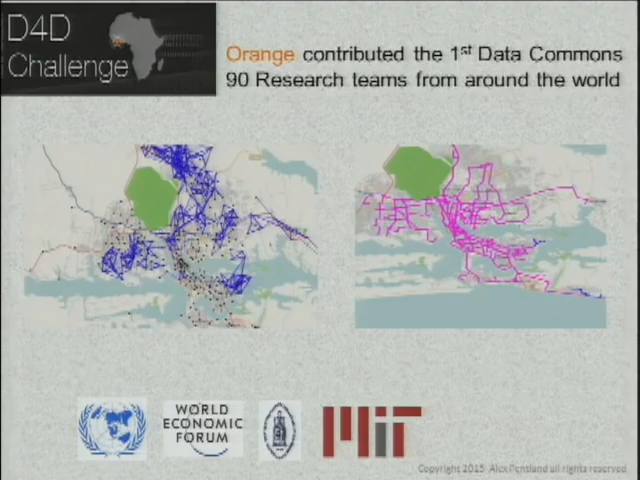 D4D
Challenge
Orange contributed the 1st Data Commons
90 Research teams from around the world
WORLD
ECONOMIC
FORUM
MIT
Copyright 2015 Alex Pentland all rights reserved